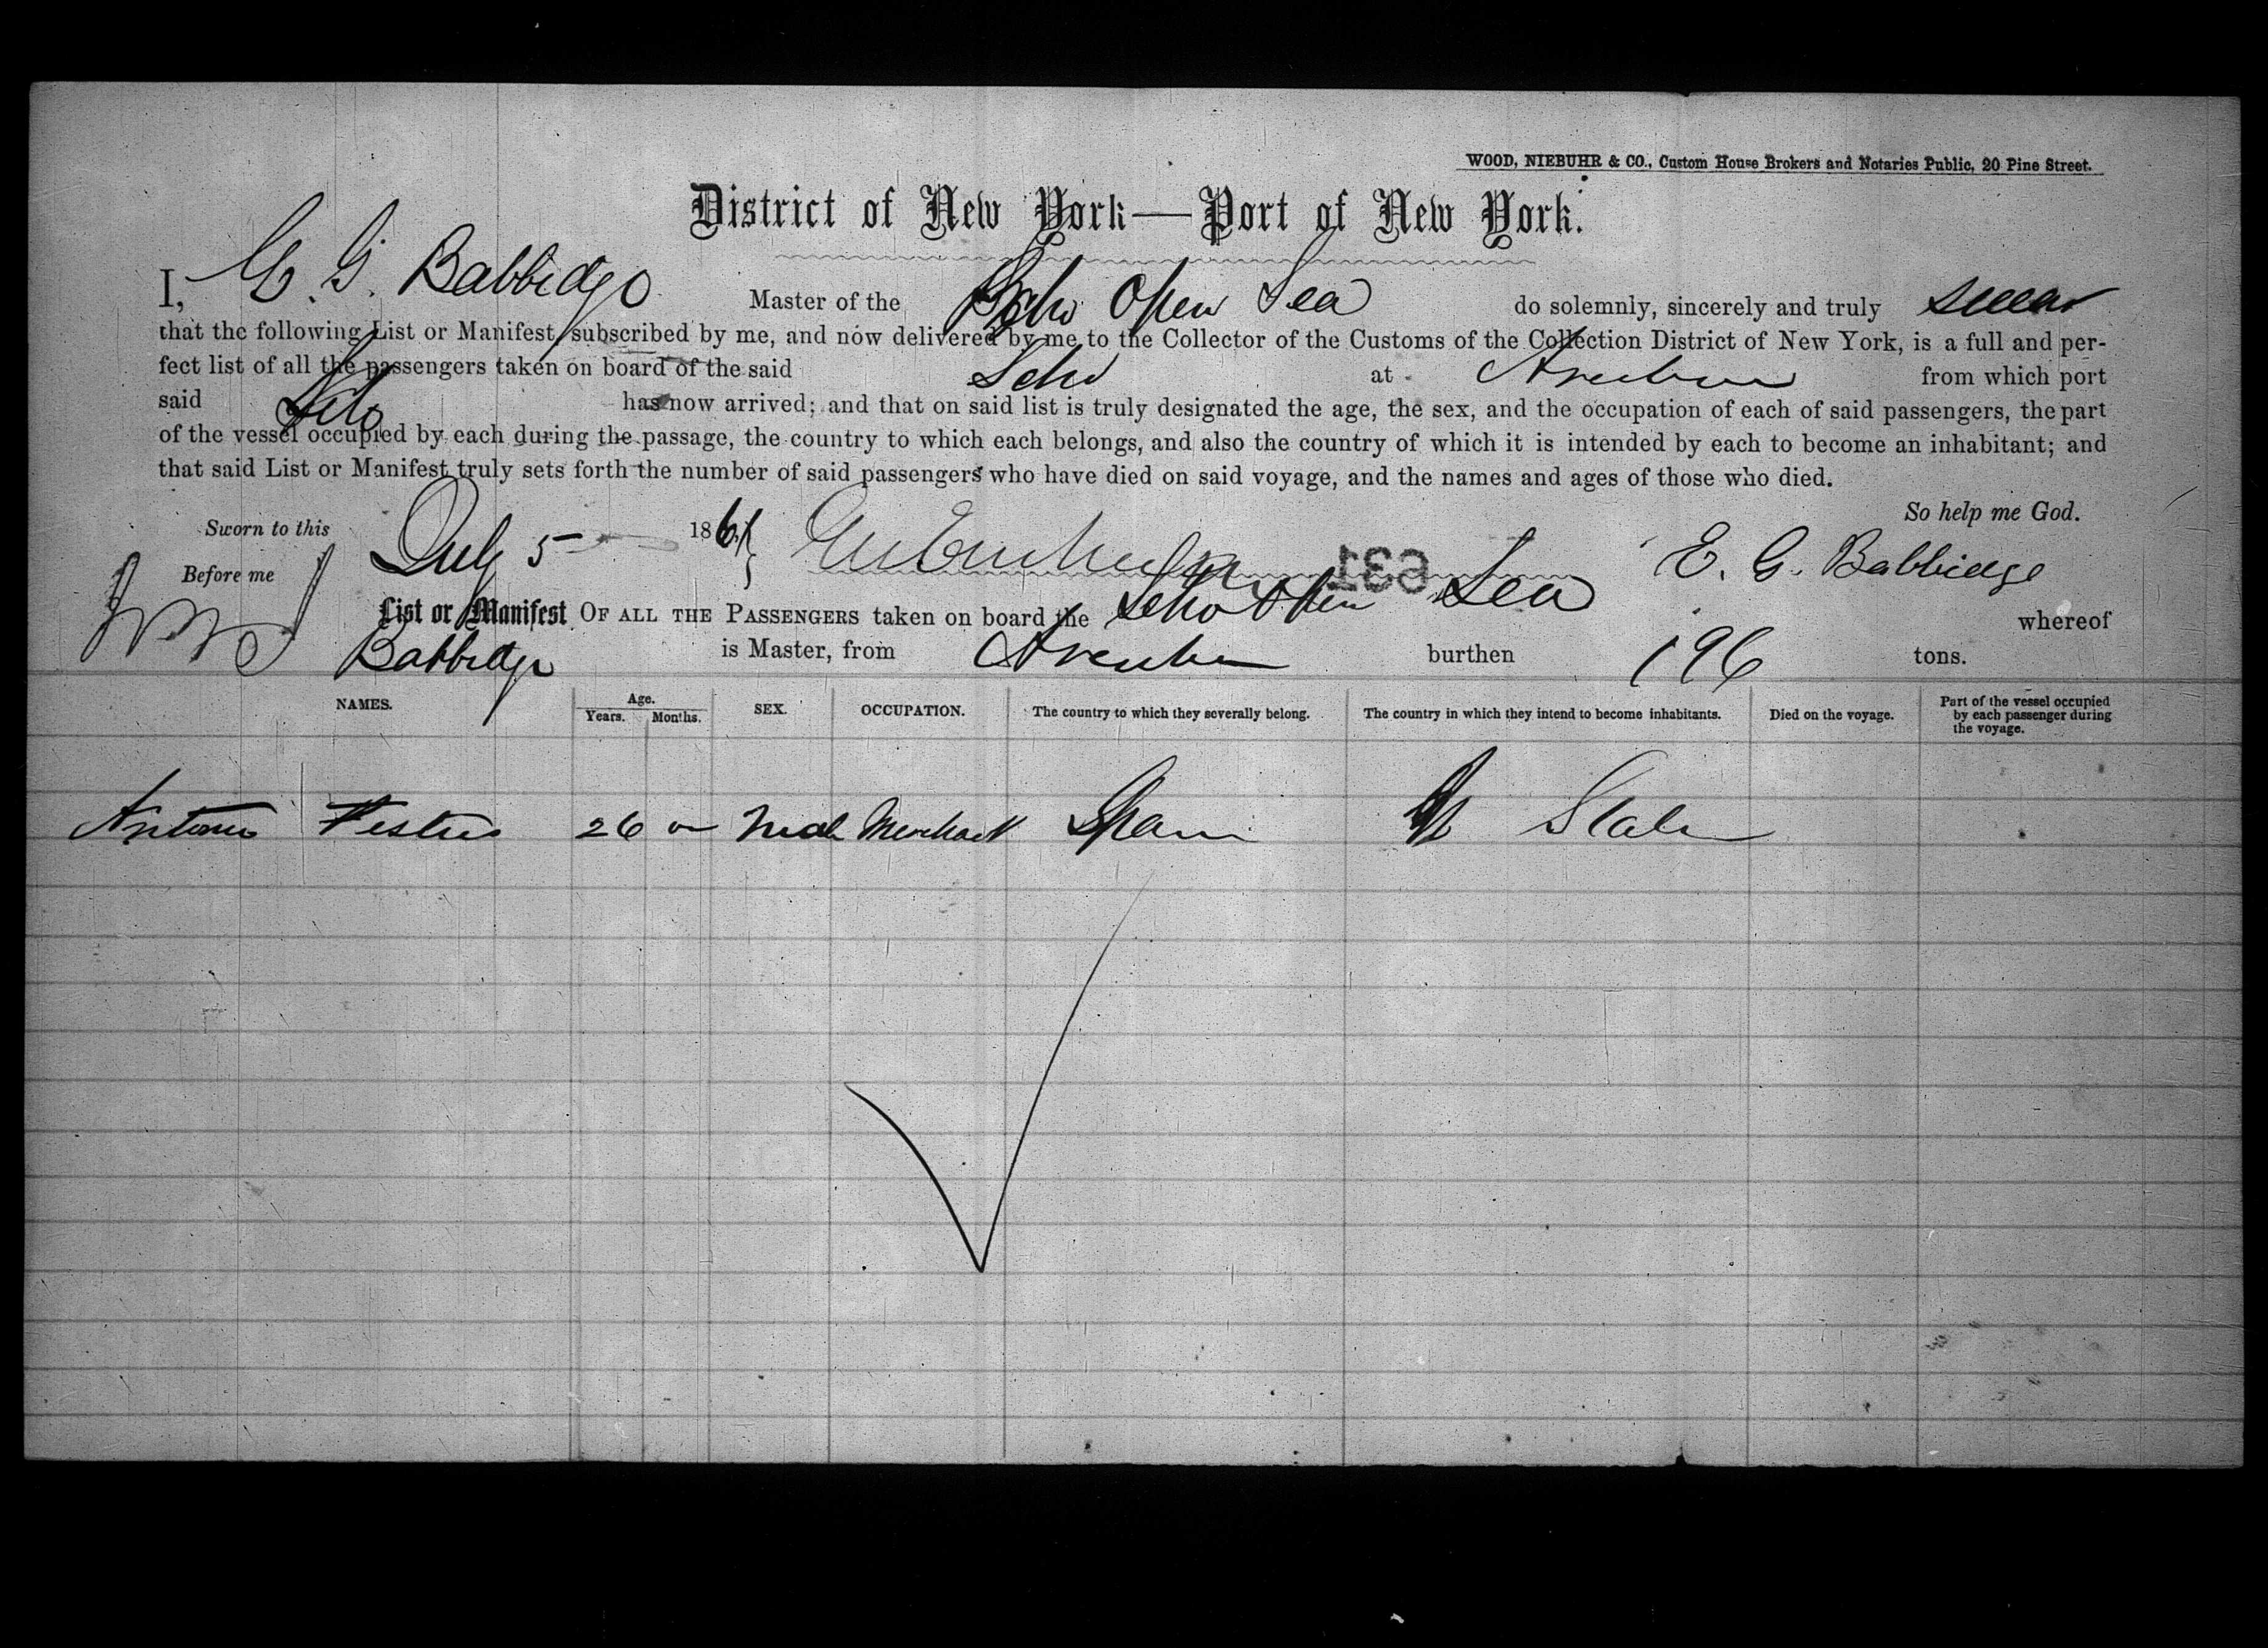 WOOD, NIEBUHR & CO., Custom House Brokers and Notaries Public, 20 Pine Street.
District of New York—Port of New York.
I, E. G. Babbidge Master of the Schr Open Sea do solemnly, sincerely and truly swear
that the following List or Manifest, subscribed by me, and now delivered by me to the Collector of the Customs of the Collection District of New York, is a full and per-
fect list of all the passengers taken on board of the said Schr at from which port
said Schr has now arrived; and that on said list is truly designated the age, the sex, and the occupation of each of said passengers, the part
of the vessel occupied by each during the passage, the country to which each belongs, and also the country of which it is intended by each to become an inhabitant; and
that said List or Manifest truly sets forth the number of said passengers who have died on said voyage, and the names and ages of those who died.
So help me God.
Sworn to this July 5 186
Before me E. G. Babbidge
631
List or Manifest OF ALL THE PASSENGERS taken on board the Schr Open Sea whereof
Babbidge is Master, from burthen 196 tons.
NAMES. Age. Years. Months. SEX. OCCUPATION. The country to which they severally belong. The country in which they intend to become inhabitants. Died on the voyage. Part of the vessel occupied by each passenger during the voyage.
Antonio 26 Male Merchant Spain U States